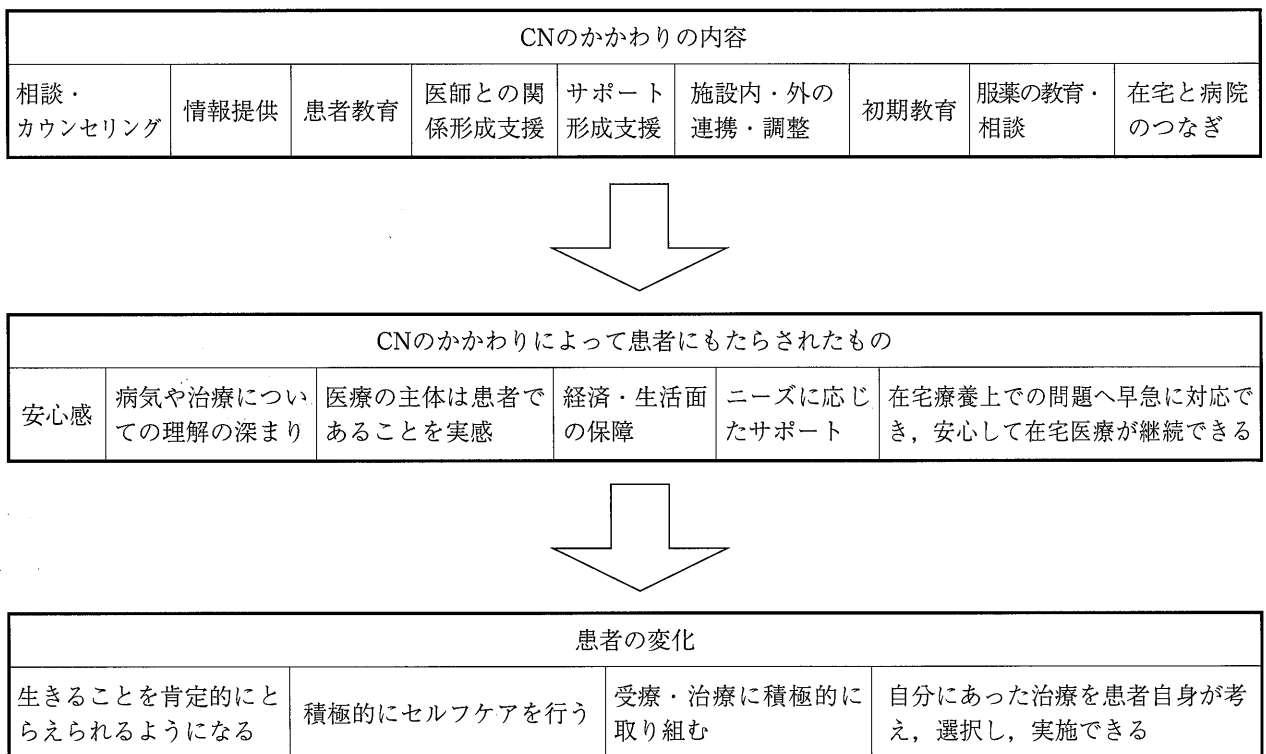 CNのかかわりの内容
相談・
カウンセリング
情報提供
患者教育
医師との関
係形成支援
サポート
形成支援
施設内・外の
連携・調整
初期教育
服薬の教育・
相談
在宅と病院
のつなぎ
CNのかかわりによって患者にもたらされたもの
安心感
病気や治療につい
ての理解の深まり
医療の主体は患者で
あることを実感
経済・生活面
の保障
ニーズに応じ
たサポート
在宅療養上での問題へ早急に対応で
き，安心して在宅医療が継続できる
患者の変化
生きることを肯定的にと
らえられるようになる
積極的にセルフケアを行う
受療・治療に積極的に
取り組む
自分にあった治療を患者自身が考
え，選択し，実施できる